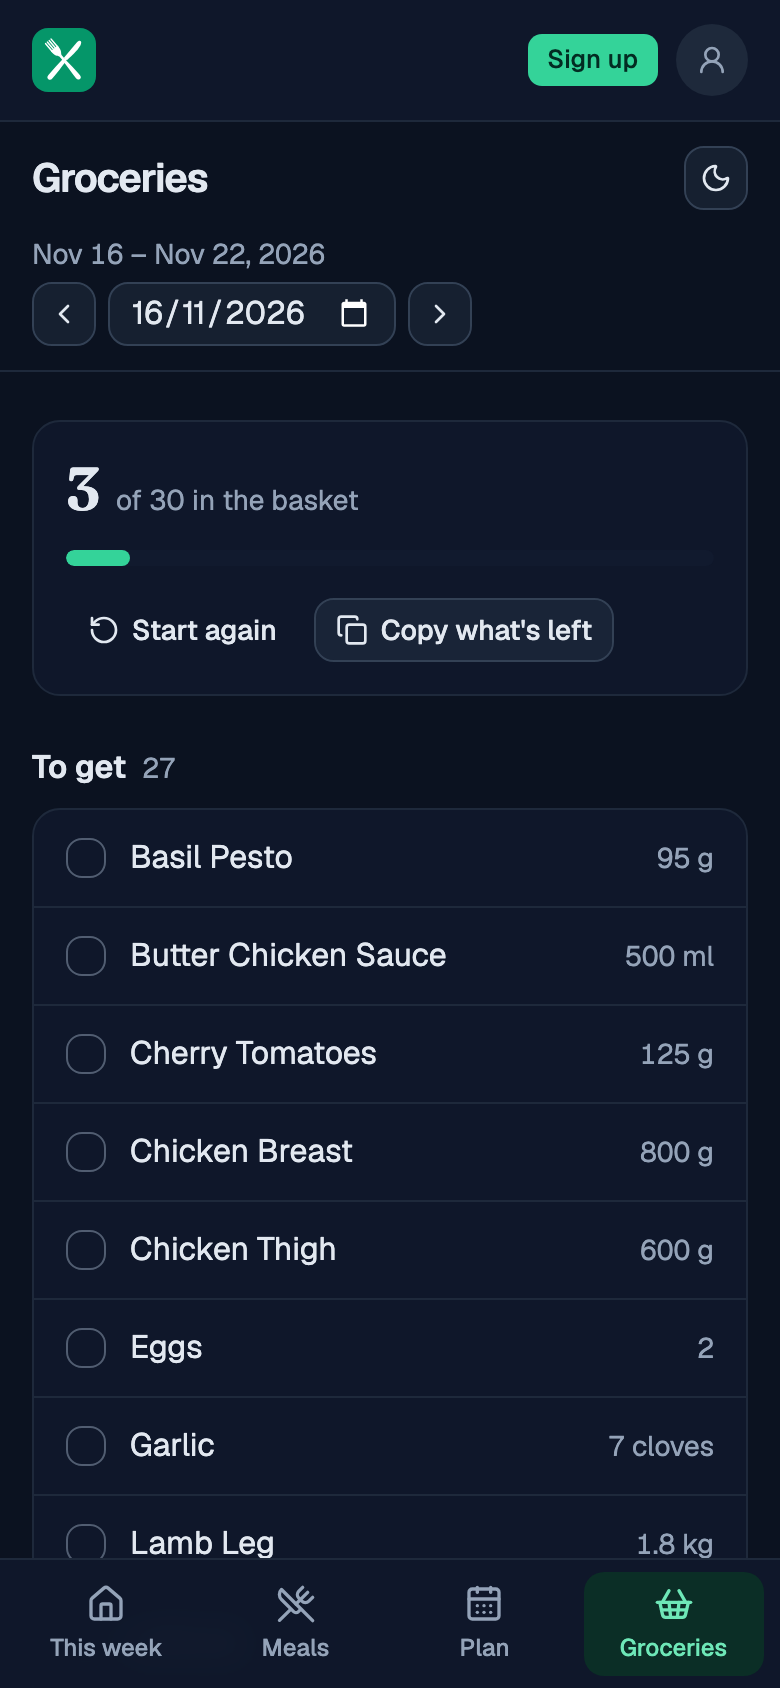 Sign up
Groceries
Nov 16 – Nov 22, 2026
16/11/2026
3 of 30 in the basket
Start again
Copy what's left
To get 27
Basil Pesto 95 g
Butter Chicken Sauce 500 ml
Cherry Tomatoes 125 g
Chicken Breast 800 g
Chicken Thigh 600 g
Eggs 2
Garlic 7 cloves
Lamb Leg 1.8 kg
This week Meals Plan Groceries